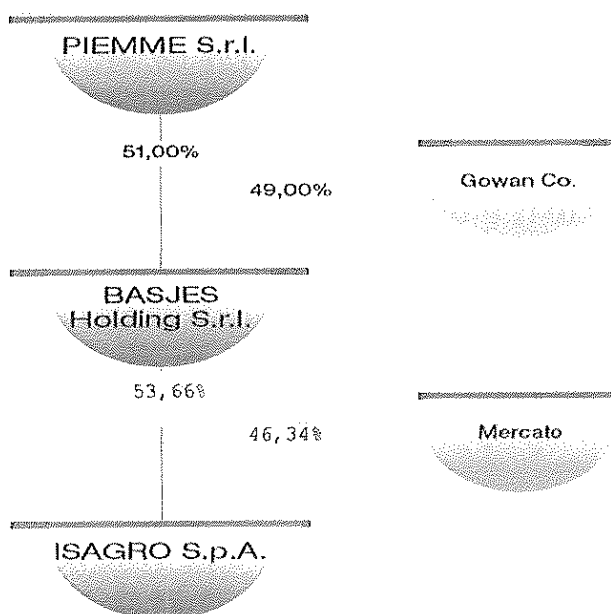 PIEMME S.r.l.
51,00%
49,00%
Gowan Co.
BASJES
Holding S.r.l.
53,66%
46,34%
Mercato
ISAGRO S.p.A.